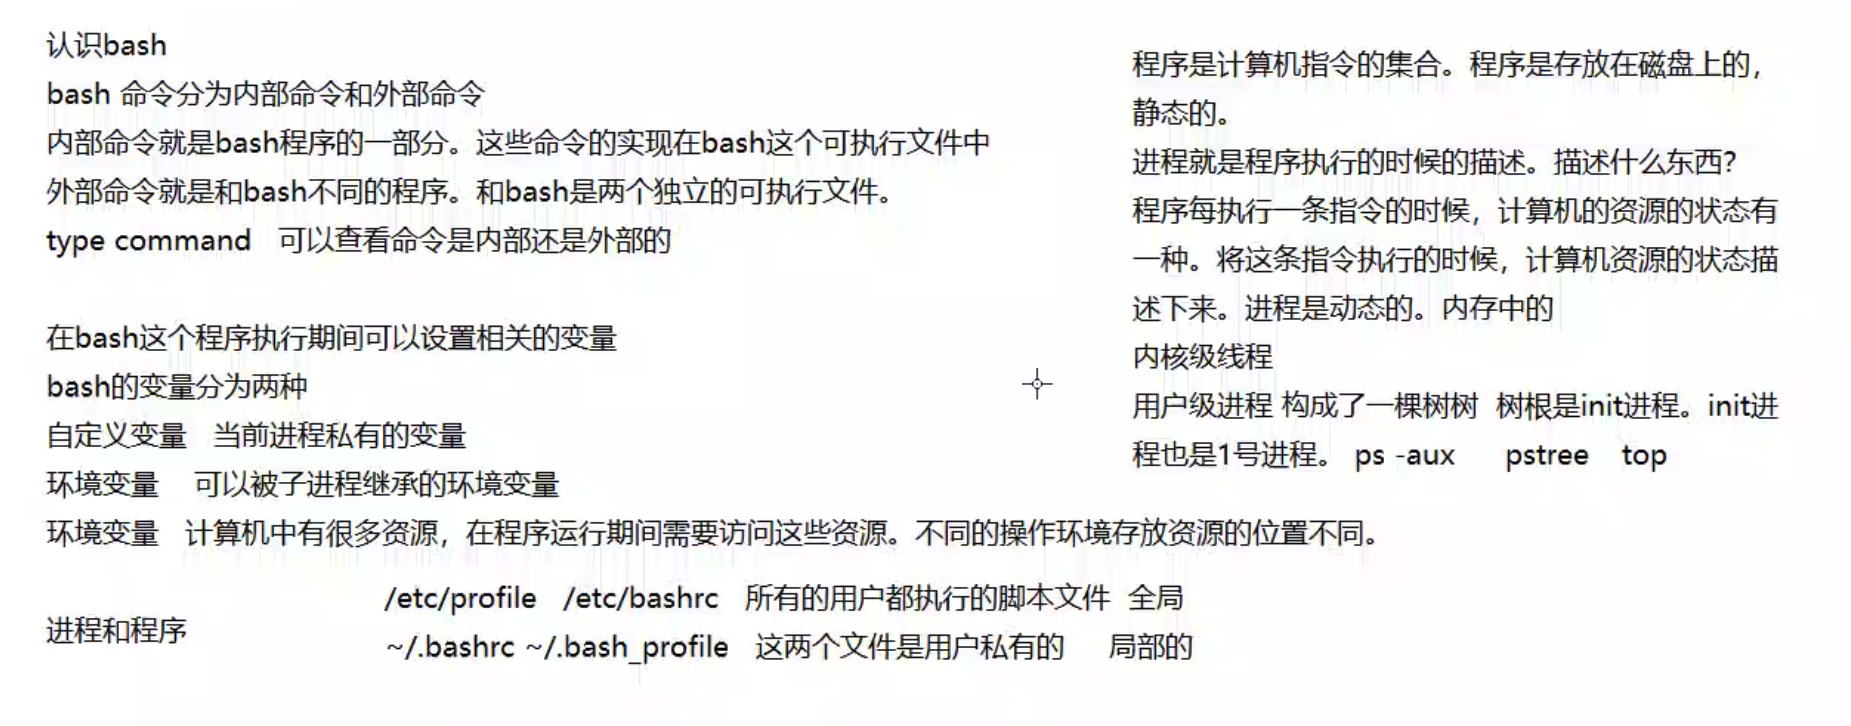 认识bash
bash 命令分为内部命令和外部命令
内部命令就是bash程序的一部分。这些命令的实现在bash这个可执行文件中
外部命令就是和bash不同的程序。和bash是两个独立的可执行文件。
type command 可以查看命令是内部还是外部的
在bash这个程序执行期间可以设置相关的变量
bash的变量分为两种
自定义变量 当前进程私有的变量
环境变量 可以被子进程继承的环境变量
环境变量 计算机中有很多资源，在程序运行期间需要访问这些资源。不同的操作环境存放资源的位置不同。
进程和程序
/etc/profile /etc/bashrc 所有的用户都执行的脚本文件 全局
~/.bashrc ~/.bash_profile 这两个文件是用户私有的 局部的
程序是计算机指令的集合。程序是存放在磁盘上的，
静态的。
进程就是程序执行的时候的描述。描述什么东西？
程序每执行一条指令的时候，计算机的资源的状态有
一种。将这条指令执行的时候，计算机资源的状态描
述下来。进程是动态的。内存中的
内核级线程
用户级进程 构成了一棵树树 树根是init进程。init进
程也是1号进程。 ps -aux pstree top